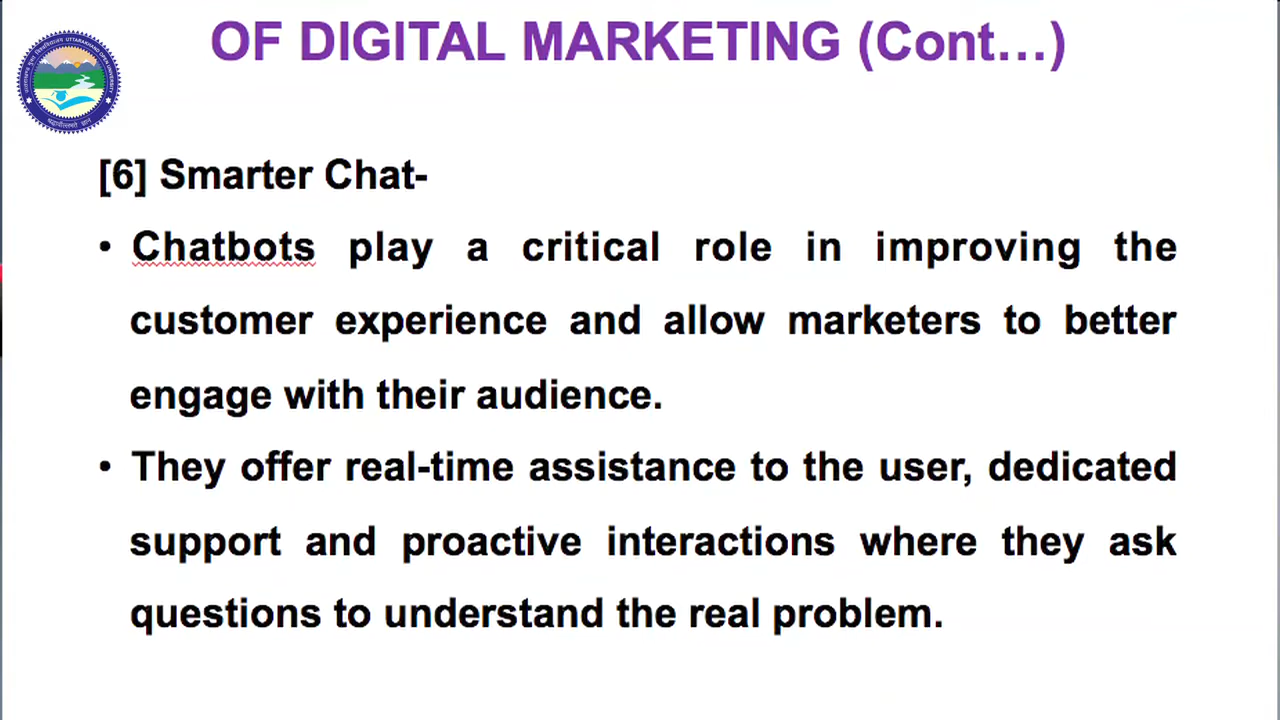 OF DIGITAL MARKETING (Cont…)
[6] Smarter Chat-
• Chatbots play a critical role in improving the
customer experience and allow marketers to better
engage with their audience.
• They offer real-time assistance to the user, dedicated
support and proactive interactions where they ask
questions to understand the real problem.